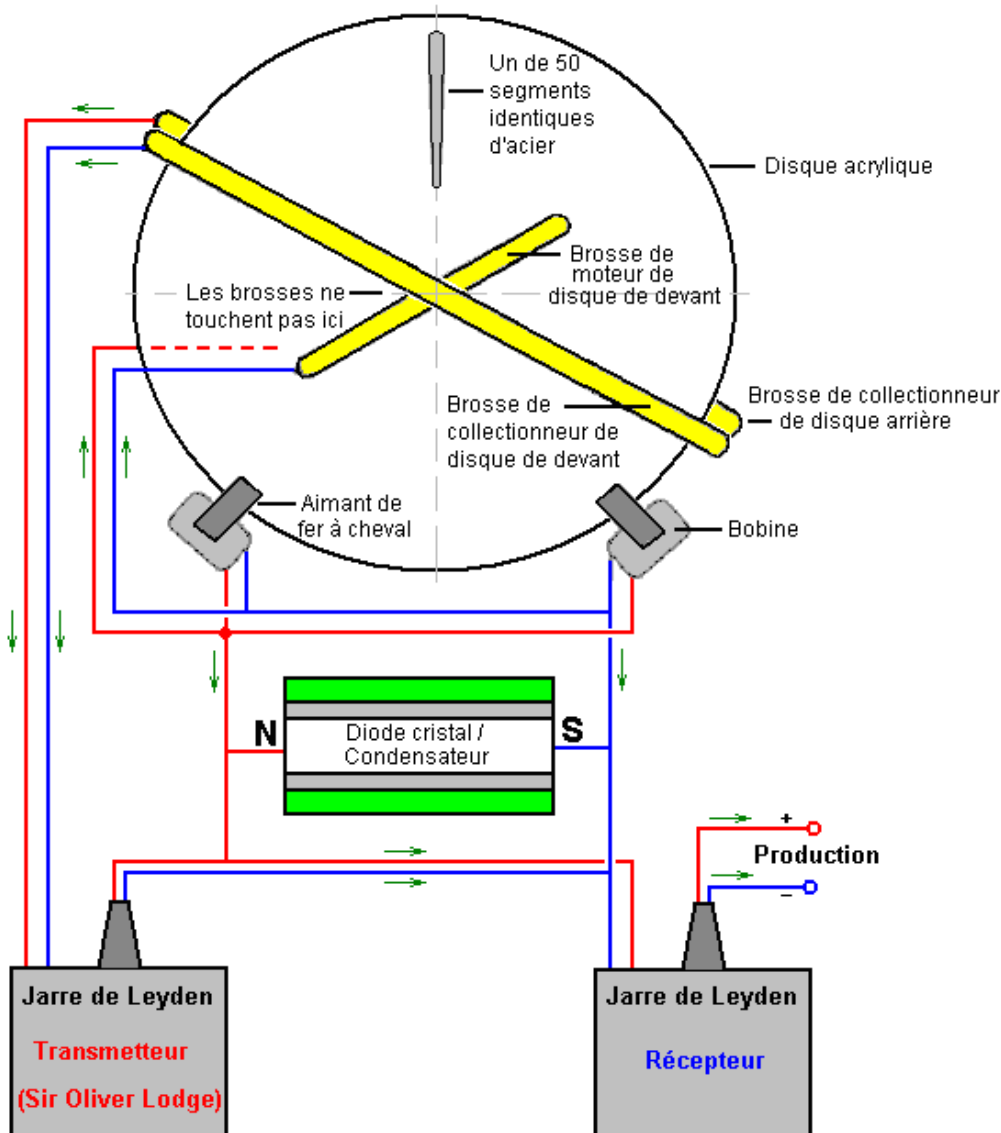 Un de 50
segments
identiques
d'acier
Disque acrylique
Brosse de
moteur de
disque de devant
Les brosses ne
touchent pas ici
Brosse de
collectionneur de
disque de devant
Brosse de collectionneur
de disque arrière
Aimant de
fer à cheval
Bobine
N
Diode cristal /
Condensateur
S
+
Production
–
Jarre de Leyden
Transmetteur
(Sir Oliver Lodge)
Jarre de Leyden
Récepteur